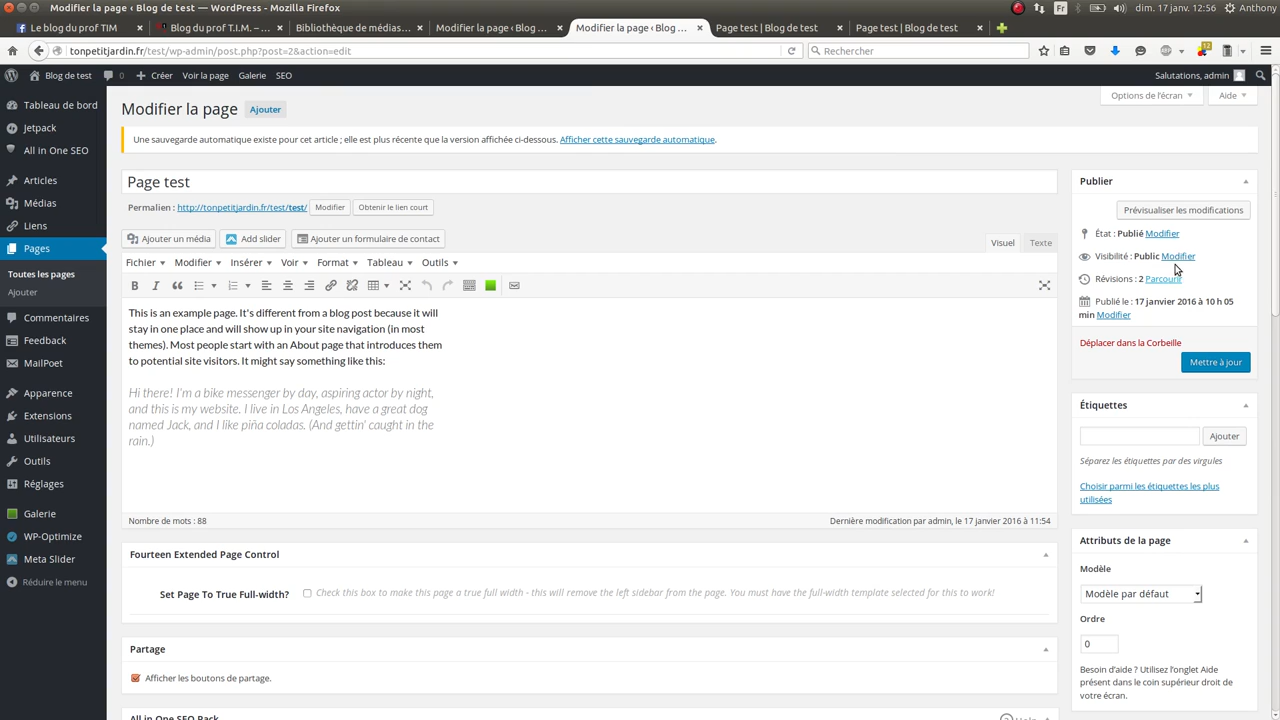 Modifier la page ‹ Blog de test — WordPress - Mozilla Firefox
Fr
dim. 17 janv. 12:56
Anthony
Le blog du prof TIM
Blog du prof T.I.M. – ...
Bibliothèque de médias...
Modifier la page ‹ Blog ...
Modifier la page ‹ Blog ...
Page test | Blog de test
Page test | Blog de test
tonpetitjardin.fr/test/wp-admin/post.php?post=2&action=edit
Rechercher
Blog de test
0
Créer
Voir la page
Galerie
SEO
Salutations, admin
Tableau de bord
Jetpack
All in One SEO
Articles
Médias
Liens
Pages
Toutes les pages
Ajouter
Commentaires
Feedback
MailPoet
Apparence
Extensions
Utilisateurs
Outils
Réglages
Galerie
WP-Optimize
Meta Slider
Réduire le menu
Modifier la page
Ajouter
Options de l'écran
Aide
Une sauvegarde automatique existe pour cet article ; elle est plus récente que la version affichée ci-dessous. Afficher cette sauvegarde automatique.
Page test
Permalien : http://tonpetitjardin.fr/test/test/
Modifier
Obtenir le lien court
Ajouter un média
Add slider
Ajouter un formulaire de contact
Visuel
Texte
Fichier
Modifier
Insérer
Voir
Format
Tableau
Outils
This is an example page. It's different from a blog post because it will
stay in one place and will show up in your site navigation (in most
themes). Most people start with an About page that introduces them
to potential site visitors. It might say something like this:
Hi there! I'm a bike messenger by day, aspiring actor by night,
and this is my website. I live in Los Angeles, have a great dog
named Jack, and I like piña coladas. (And gettin' caught in the
rain.)
Nombre de mots : 88
Dernière modification par admin, le 17 janvier 2016 à 11:54
Fourteen Extended Page Control
Set Page To True Full-width?
Check this box to make this page a true full width - this will remove the left sidebar from the page. You must have the full-width template selected for this to work!
Partage
Afficher les boutons de partage.
All in One SEO Pack
Help
Publier
Prévisualiser les modifications
État : Publié Modifier
Visibilité : Public Modifier
Révisions : 2 Parcourir
Publié le : 17 janvier 2016 à 10 h 05
min Modifier
Déplacer dans la Corbeille
Mettre à jour
Étiquettes
Ajouter
Séparez les étiquettes par des virgules
Choisir parmi les étiquettes les plus
utilisées
Attributs de la page
Modèle
Modèle par défaut
Ordre
0
Besoin d'aide ? Utilisez l'onglet Aide
présent dans le coin supérieur droit de
votre écran.